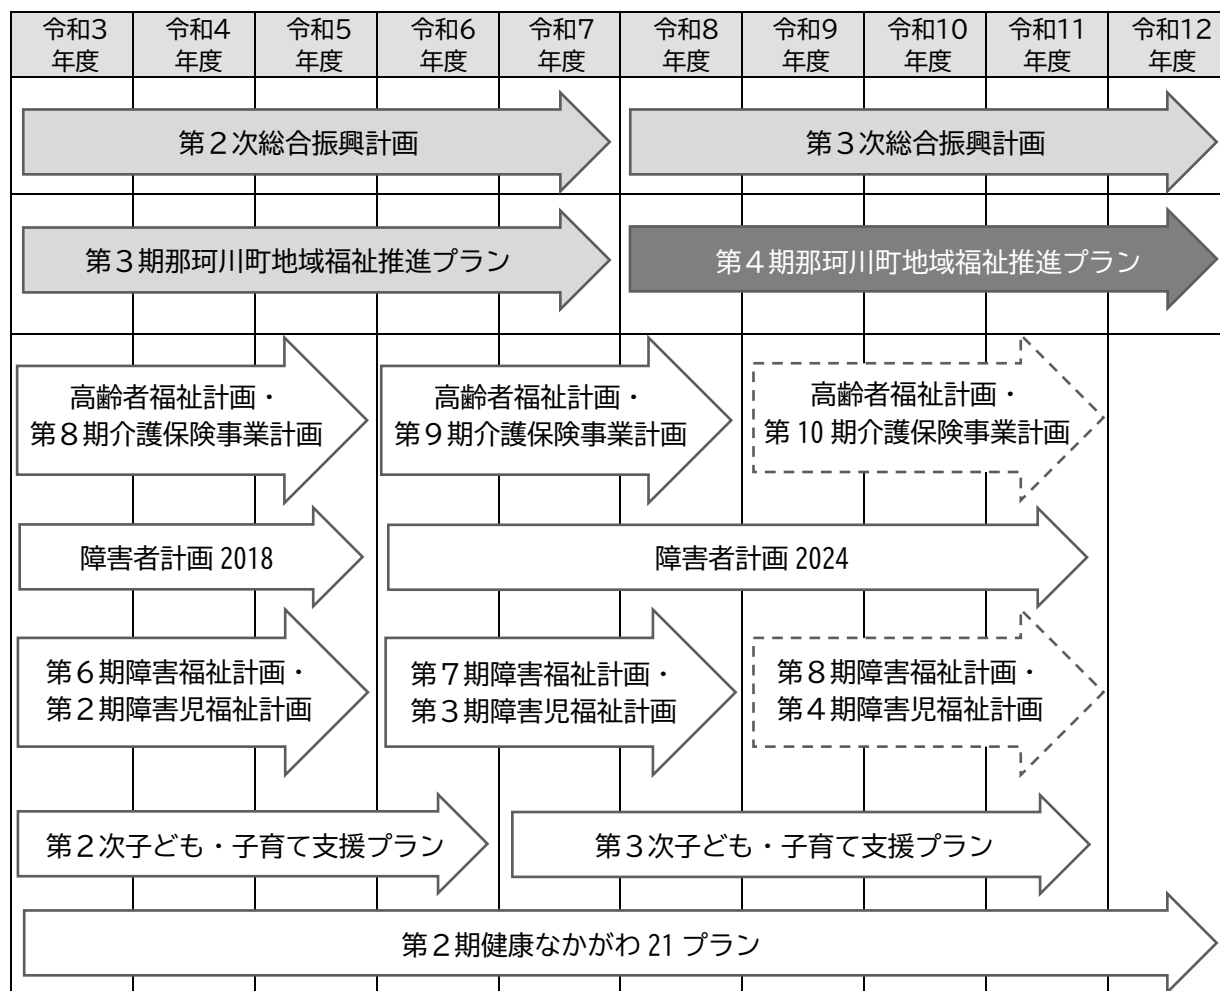 令和3
年度
令和4
年度
令和5
年度
令和6
年度
令和7
年度
令和8
年度
令和9
年度
令和10
年度
令和11
年度
令和12
年度
第２次総合振興計画
第３次総合振興計画
第３期那珂川町地域福祉推進プラン
第４期那珂川町地域福祉推進プラン
高齢者福祉計画・
第８期介護保険事業計画
高齢者福祉計画・
第９期介護保険事業計画
高齢者福祉計画・
第 10 期介護保険事業計画
障害者計画 2018
障害者計画 2024
第６期障害福祉計画・
第２期障害児福祉計画
第７期障害福祉計画・
第３期障害児福祉計画
第８期障害福祉計画・
第４期障害児福祉計画
第２次子ども・子育て支援プラン
第３次子ども・子育て支援プラン
第２期健康なかがわ 21 プラン